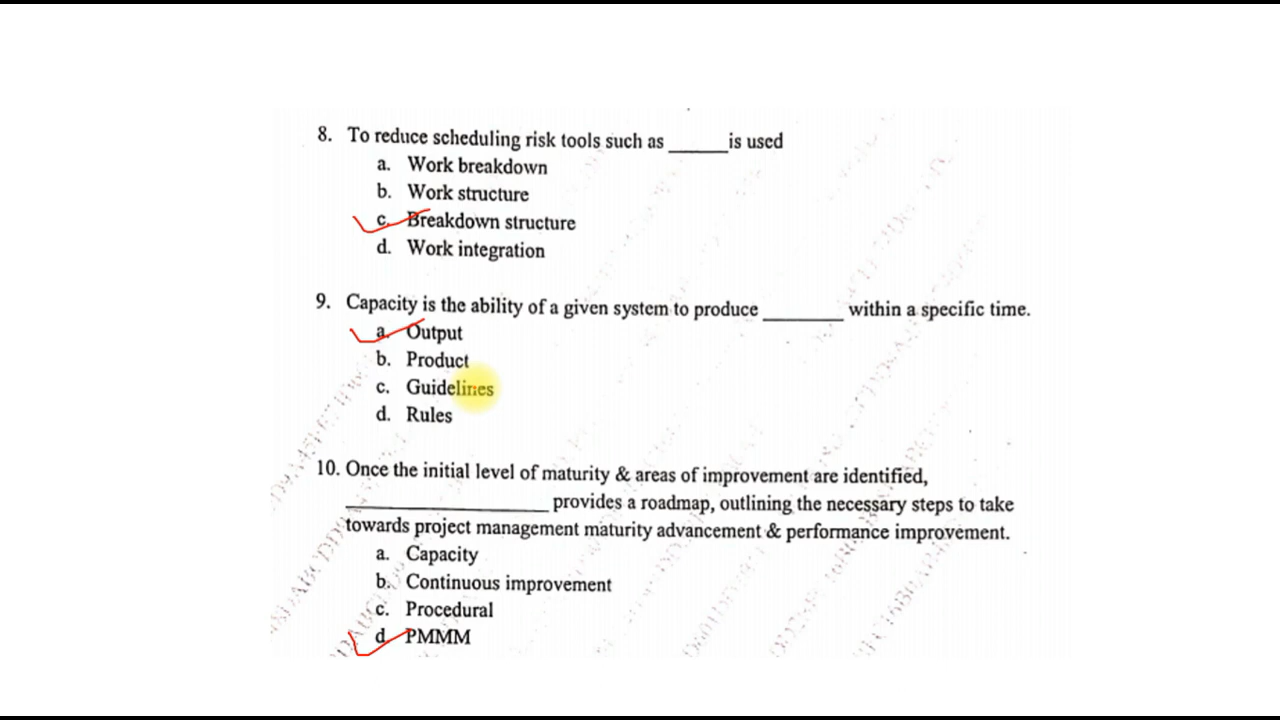 8. To reduce scheduling risk tools such as ______is used
a. Work breakdown
b. Work structure
c. Breakdown structure
d. Work integration
9. Capacity is the ability of a given system to produce ________ within a specific time.
a. Output
b. Product
c. Guidelines
d. Rules
10. Once the initial level of maturity & areas of improvement are identified,
____________________ provides a roadmap, outlining the necessary steps to take
towards project management maturity advancement & performance improvement.
a. Capacity
b. Continuous improvement
c. Procedural
d. PMMM